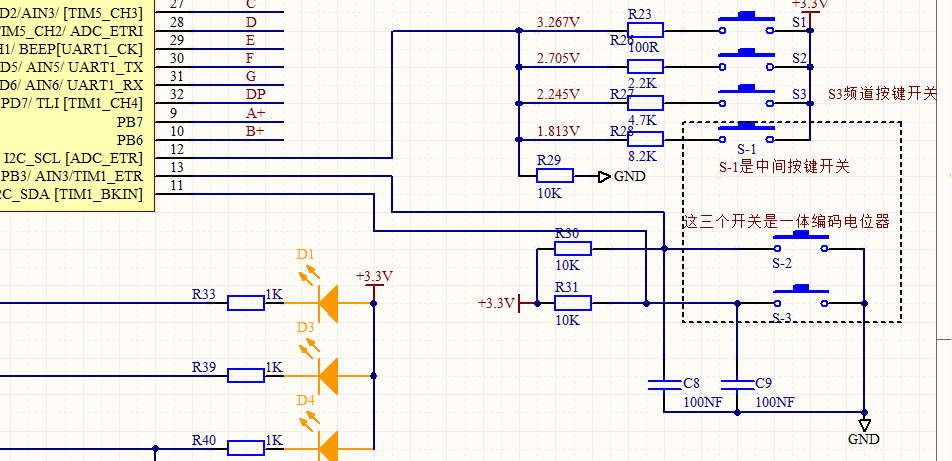 27 C
D2/AIN3/ [TIM5_CH3]
28 D
TIM5_CH2/ ADC_ETRI
29 E
H1/ BEEP[UART1_CK]
30 F
D5/ AIN5/ UART1_TX
31 G
D6/ AIN6/ UART1_RX
32 DP
PD7/ TLI [TIM1_CH4]
9 A+
PB7
10 B+
PB6
12
I2C_SCL [ADC_ETR]
13
PB3/ AIN3/TIM1_ETR
11
2C_SDA [TIM1_BKIN]
+3.3V
3.267V R23 S1
R26 100R
2.705V S2
2.2K
2.245V R27 S3
S3频道按键开关
4.7K
1.813V R28
8.2K S-1
R29 GND
10K
S-1是中间按键开关
这三个开关是一体编码电位器
R30
10K S-2
+3.3V R31
10K S-3
C8 C9
100NF 100NF
GND
D1
+3.3V
R33 1K
D3
R39 1K
D4
R40 1K